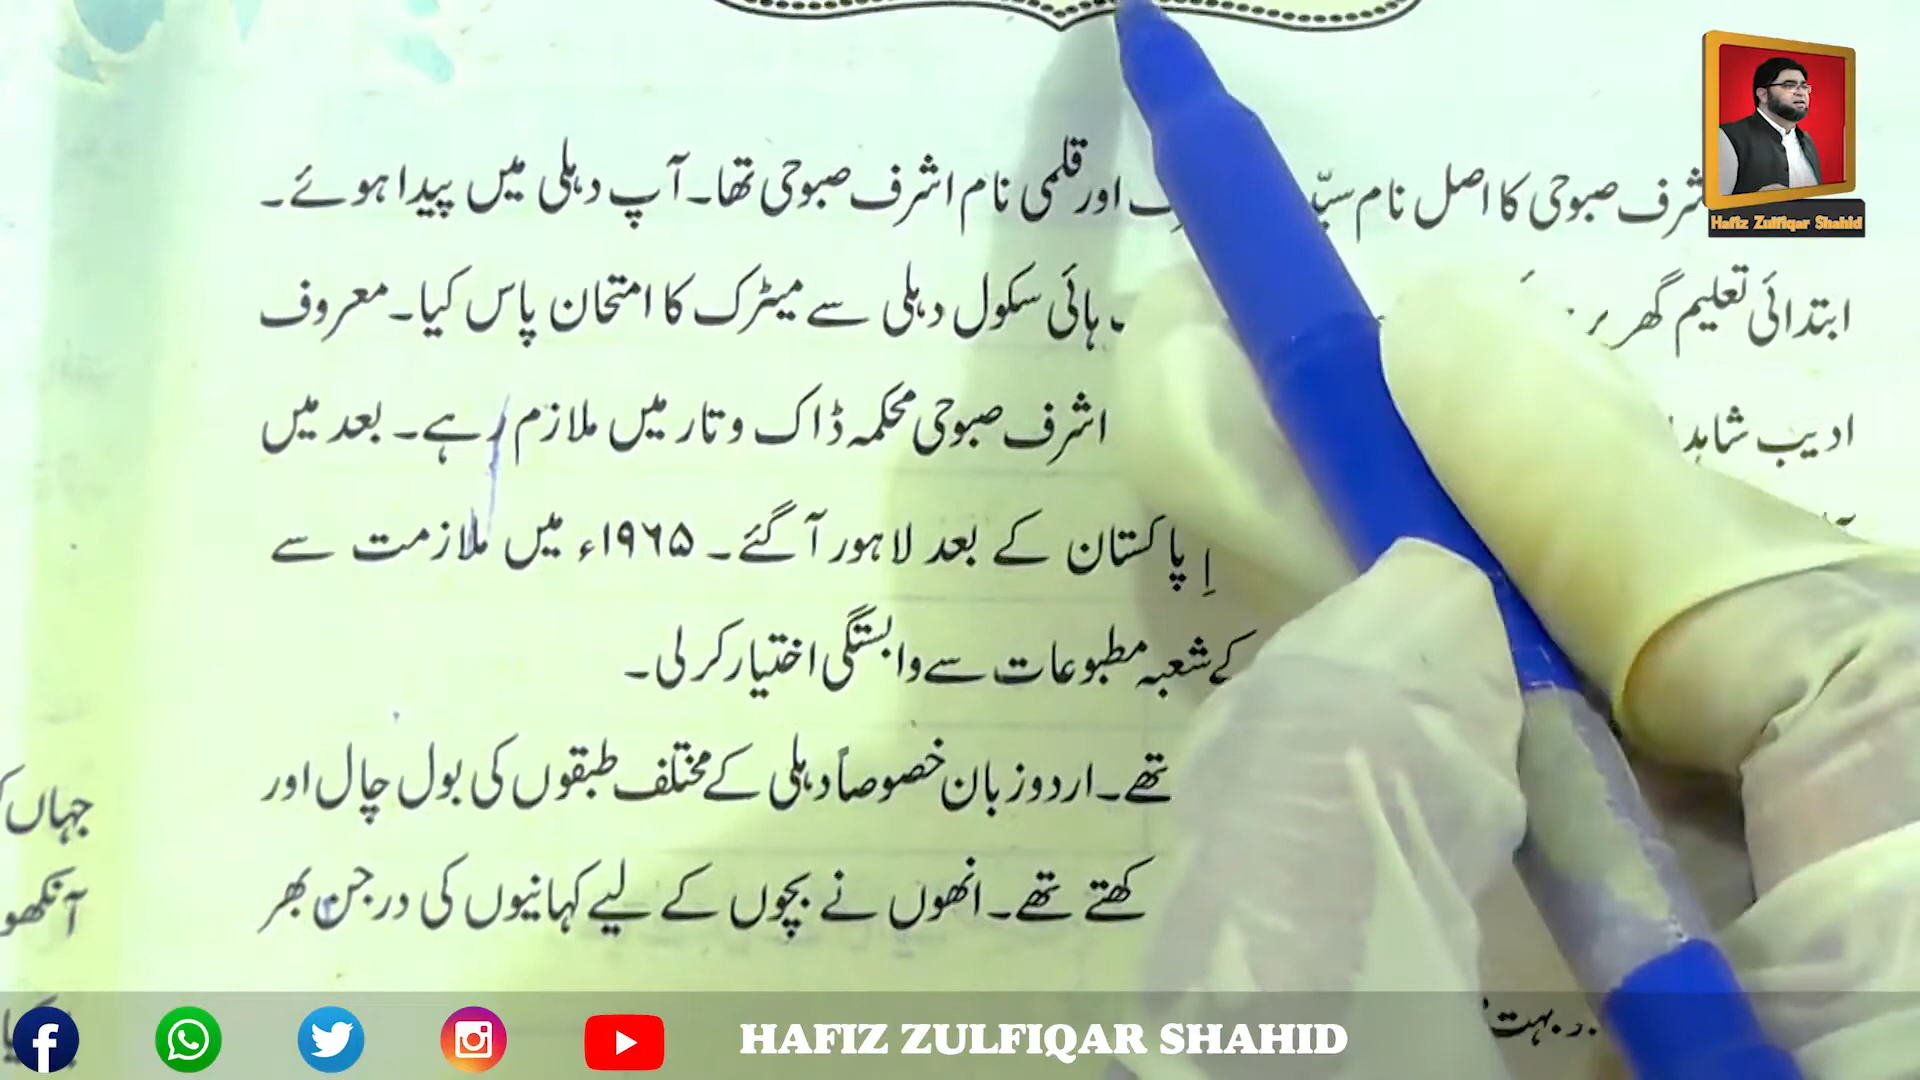 Hafiz Zulfiqar Shahid
صبوحی کا اصل نام سیّد اور قلمی نام اشرف صبوحی تھا۔ آپ دہلی میں پیدا ہوئے۔
ابتدائی تعلیم گھر پر ہائی سکول دہلی سے میٹرک کا امتحان پاس کیا۔ معروف
ادیب شاہد اشرف صبوحی محکمہ ڈاک و تار میں ملازم رہے۔ بعد میں
پاکستان کے بعد لاہور آ گئے۔ ۱۹۶۵ء میں ملازمت سے
کے شعبہ مطبوعات سے وابستگی اختیار کر لی۔
تھے۔ اردو زبان خصوصاً دہلی کے مختلف طبقوں کی بول چال اور
تھے۔ انھوں نے بچوں کے لیے کہانیوں کی درجن بھر
بہت
جہاں
HAFIZ ZULFIQAR SHAHID